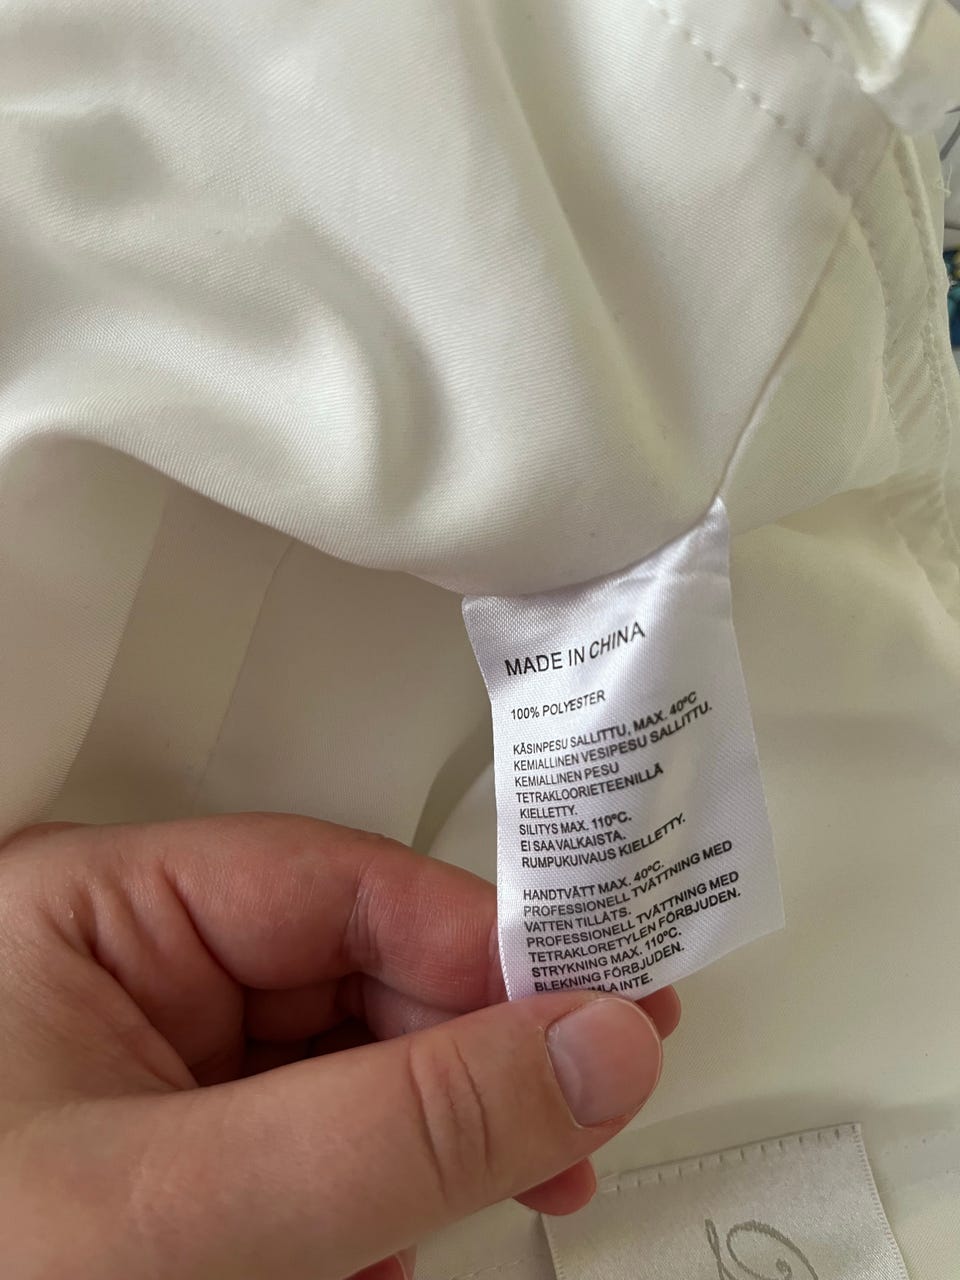 MADE IN CHINA
100% POLYESTER
KÄSINPESU SALLITTU, MAX. 40ºC
KEMIALLINEN VESIPESU SALLITTU.
KEMIALLINEN PESU
TETRAKLOORIETEENILLÄ
KIELLETTY.
SILITYS MAX. 110ºC.
EI SAA VALKAISTA.
RUMPUKUIVAUS KIELLETTY.
HANDTVÄTT MAX. 40ºC.
PROFESSIONELL TVÄTTNING MED
VATTEN TILLÅTS.
PROFESSIONELL TVÄTTNING MED
TETRAKLORETYLEN FÖRBJUDEN.
STRYKNING MAX. 110ºC.
BLEKNING FÖRBJUDEN.
INTE.